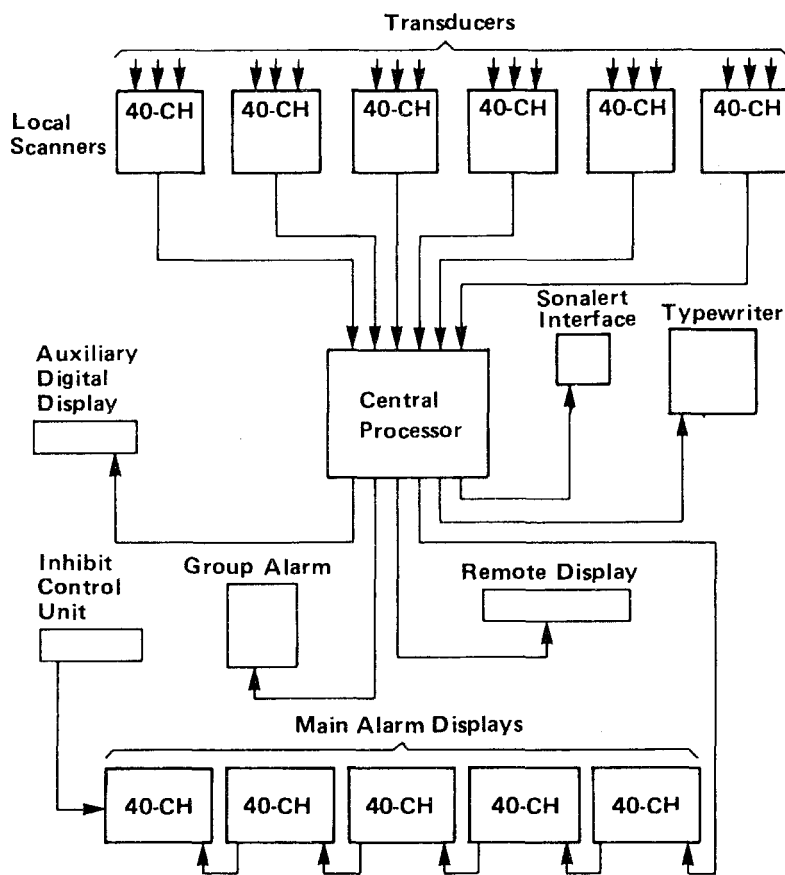 Transducers
Local
Scanners
40-CH
40-CH
40-CH
40-CH
40-CH
40-CH
Sonalert
Interface
Typewriter
Auxiliary
Digital
Display
Central
Processor
Inhibit
Control
Unit
Group Alarm
Remote Display
Main Alarm Displays
40-CH
40-CH
40-CH
40-CH
40-CH